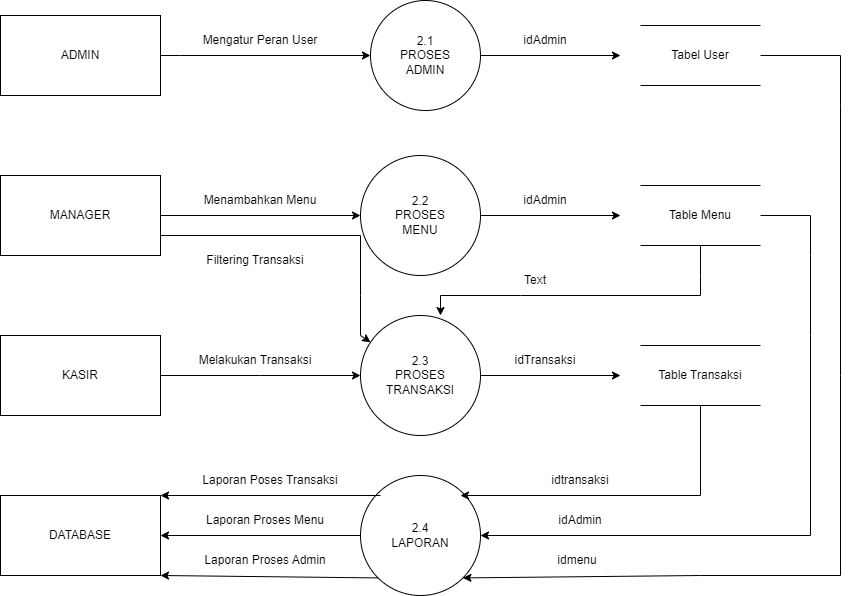 ADMIN
Mengatur Peran User
2.1
PROSES
ADMIN
idAdmin
Tabel User
MANAGER
Menambahkan Menu
Filtering Transaksi
2.2
PROSES
MENU
idAdmin
Table Menu
Text
KASIR
Melakukan Transaksi
2.3
PROSES
TRANSAKSI
idTransaksi
Table Transaksi
DATABASE
Laporan Poses Transaksi
Laporan Proses Menu
Laporan Proses Admin
2.4
LAPORAN
idtransaksi
idAdmin
idmenu